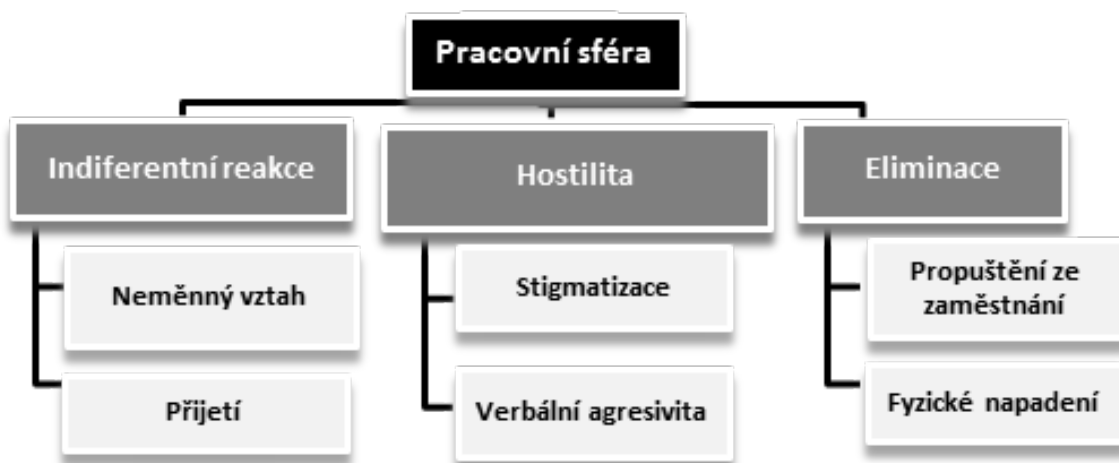 Pracovní sféra
Indiferentní reakce
Hostilita
Eliminace
Neměnný vztah
Přijetí
Stigmatizace
Verbální agresivita
Propuštění ze
zaměstnání
Fyzické napadení